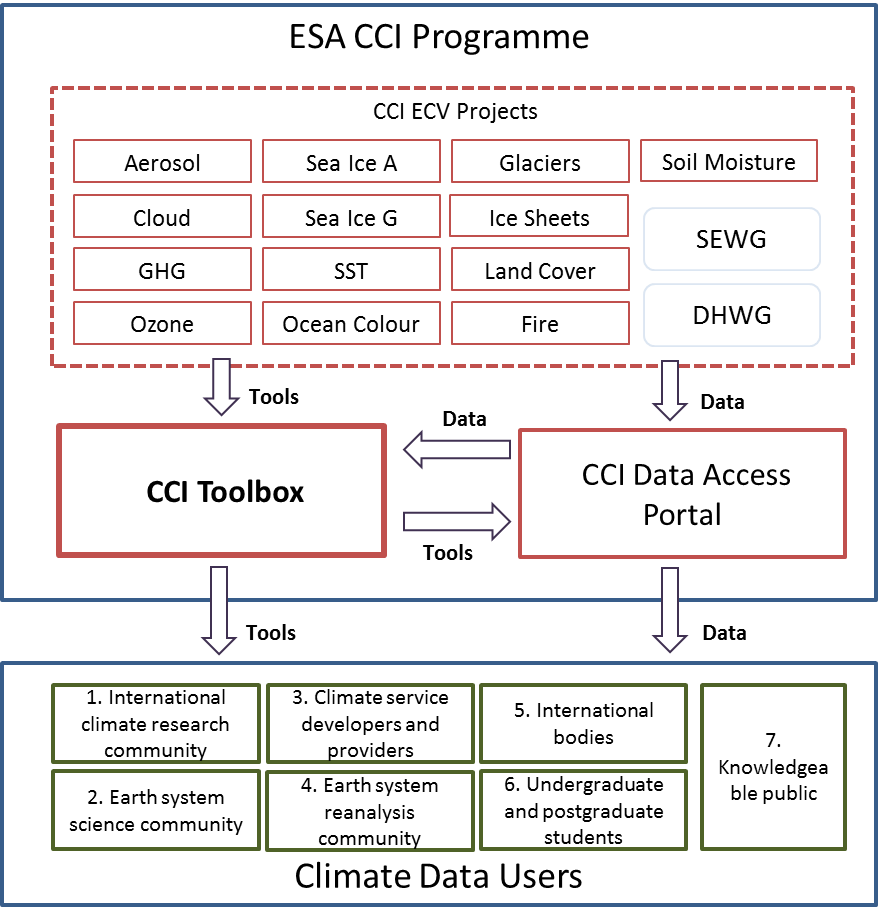 ESA CCI Programme
CCI ECV Projects
Aerosol
Sea Ice A
Glaciers
Soil Moisture
Cloud
Sea Ice G
Ice Sheets
SEWG
GHG
SST
Land Cover
DHWG
Ozone
Ocean Colour
Fire
Tools
Data
Data
CCI Toolbox
CCI Data Access
Portal
Tools
Tools
Data
1. International
climate research
community
3. Climate service
developers and
providers
5. International
bodies
7.
Knowledgea
ble public
2. Earth system
science community
4. Earth system
reanalysis
community
6. Undergraduate
and postgraduate
students
Climate Data Users